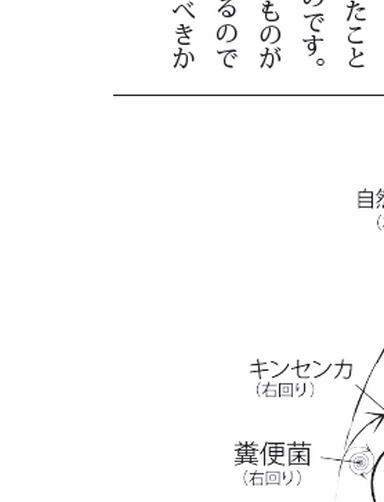 たこと
のです。
ものが
るので
べきか
自然
キンセンカ
（右回り）
糞便菌
（右回り）